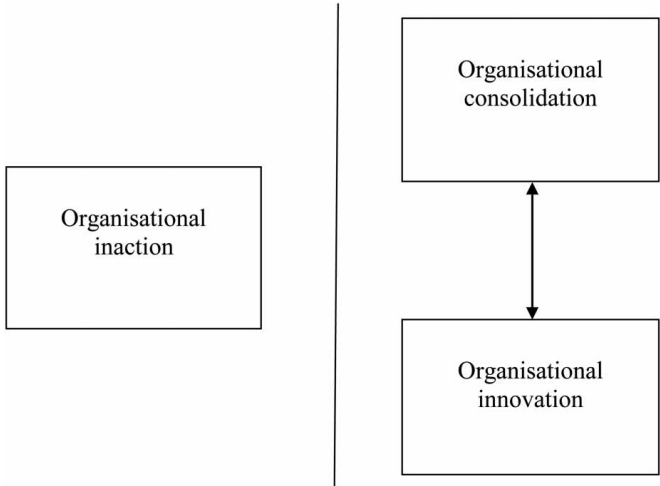 Organisational
inaction
Organisational
consolidation
Organisational
innovation